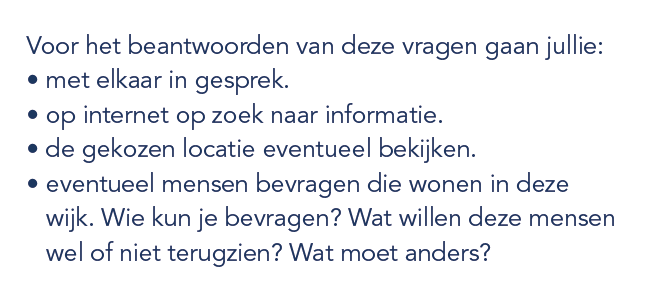 Voor het beantwoorden van deze vragen gaan jullie:
• met elkaar in gesprek.
• op internet op zoek naar informatie.
• de gekozen locatie eventueel bekijken.
• eventueel mensen bevragen die wonen in deze
wijk. Wie kun je bevragen? Wat willen deze mensen
wel of niet terugzien? Wat moet anders?